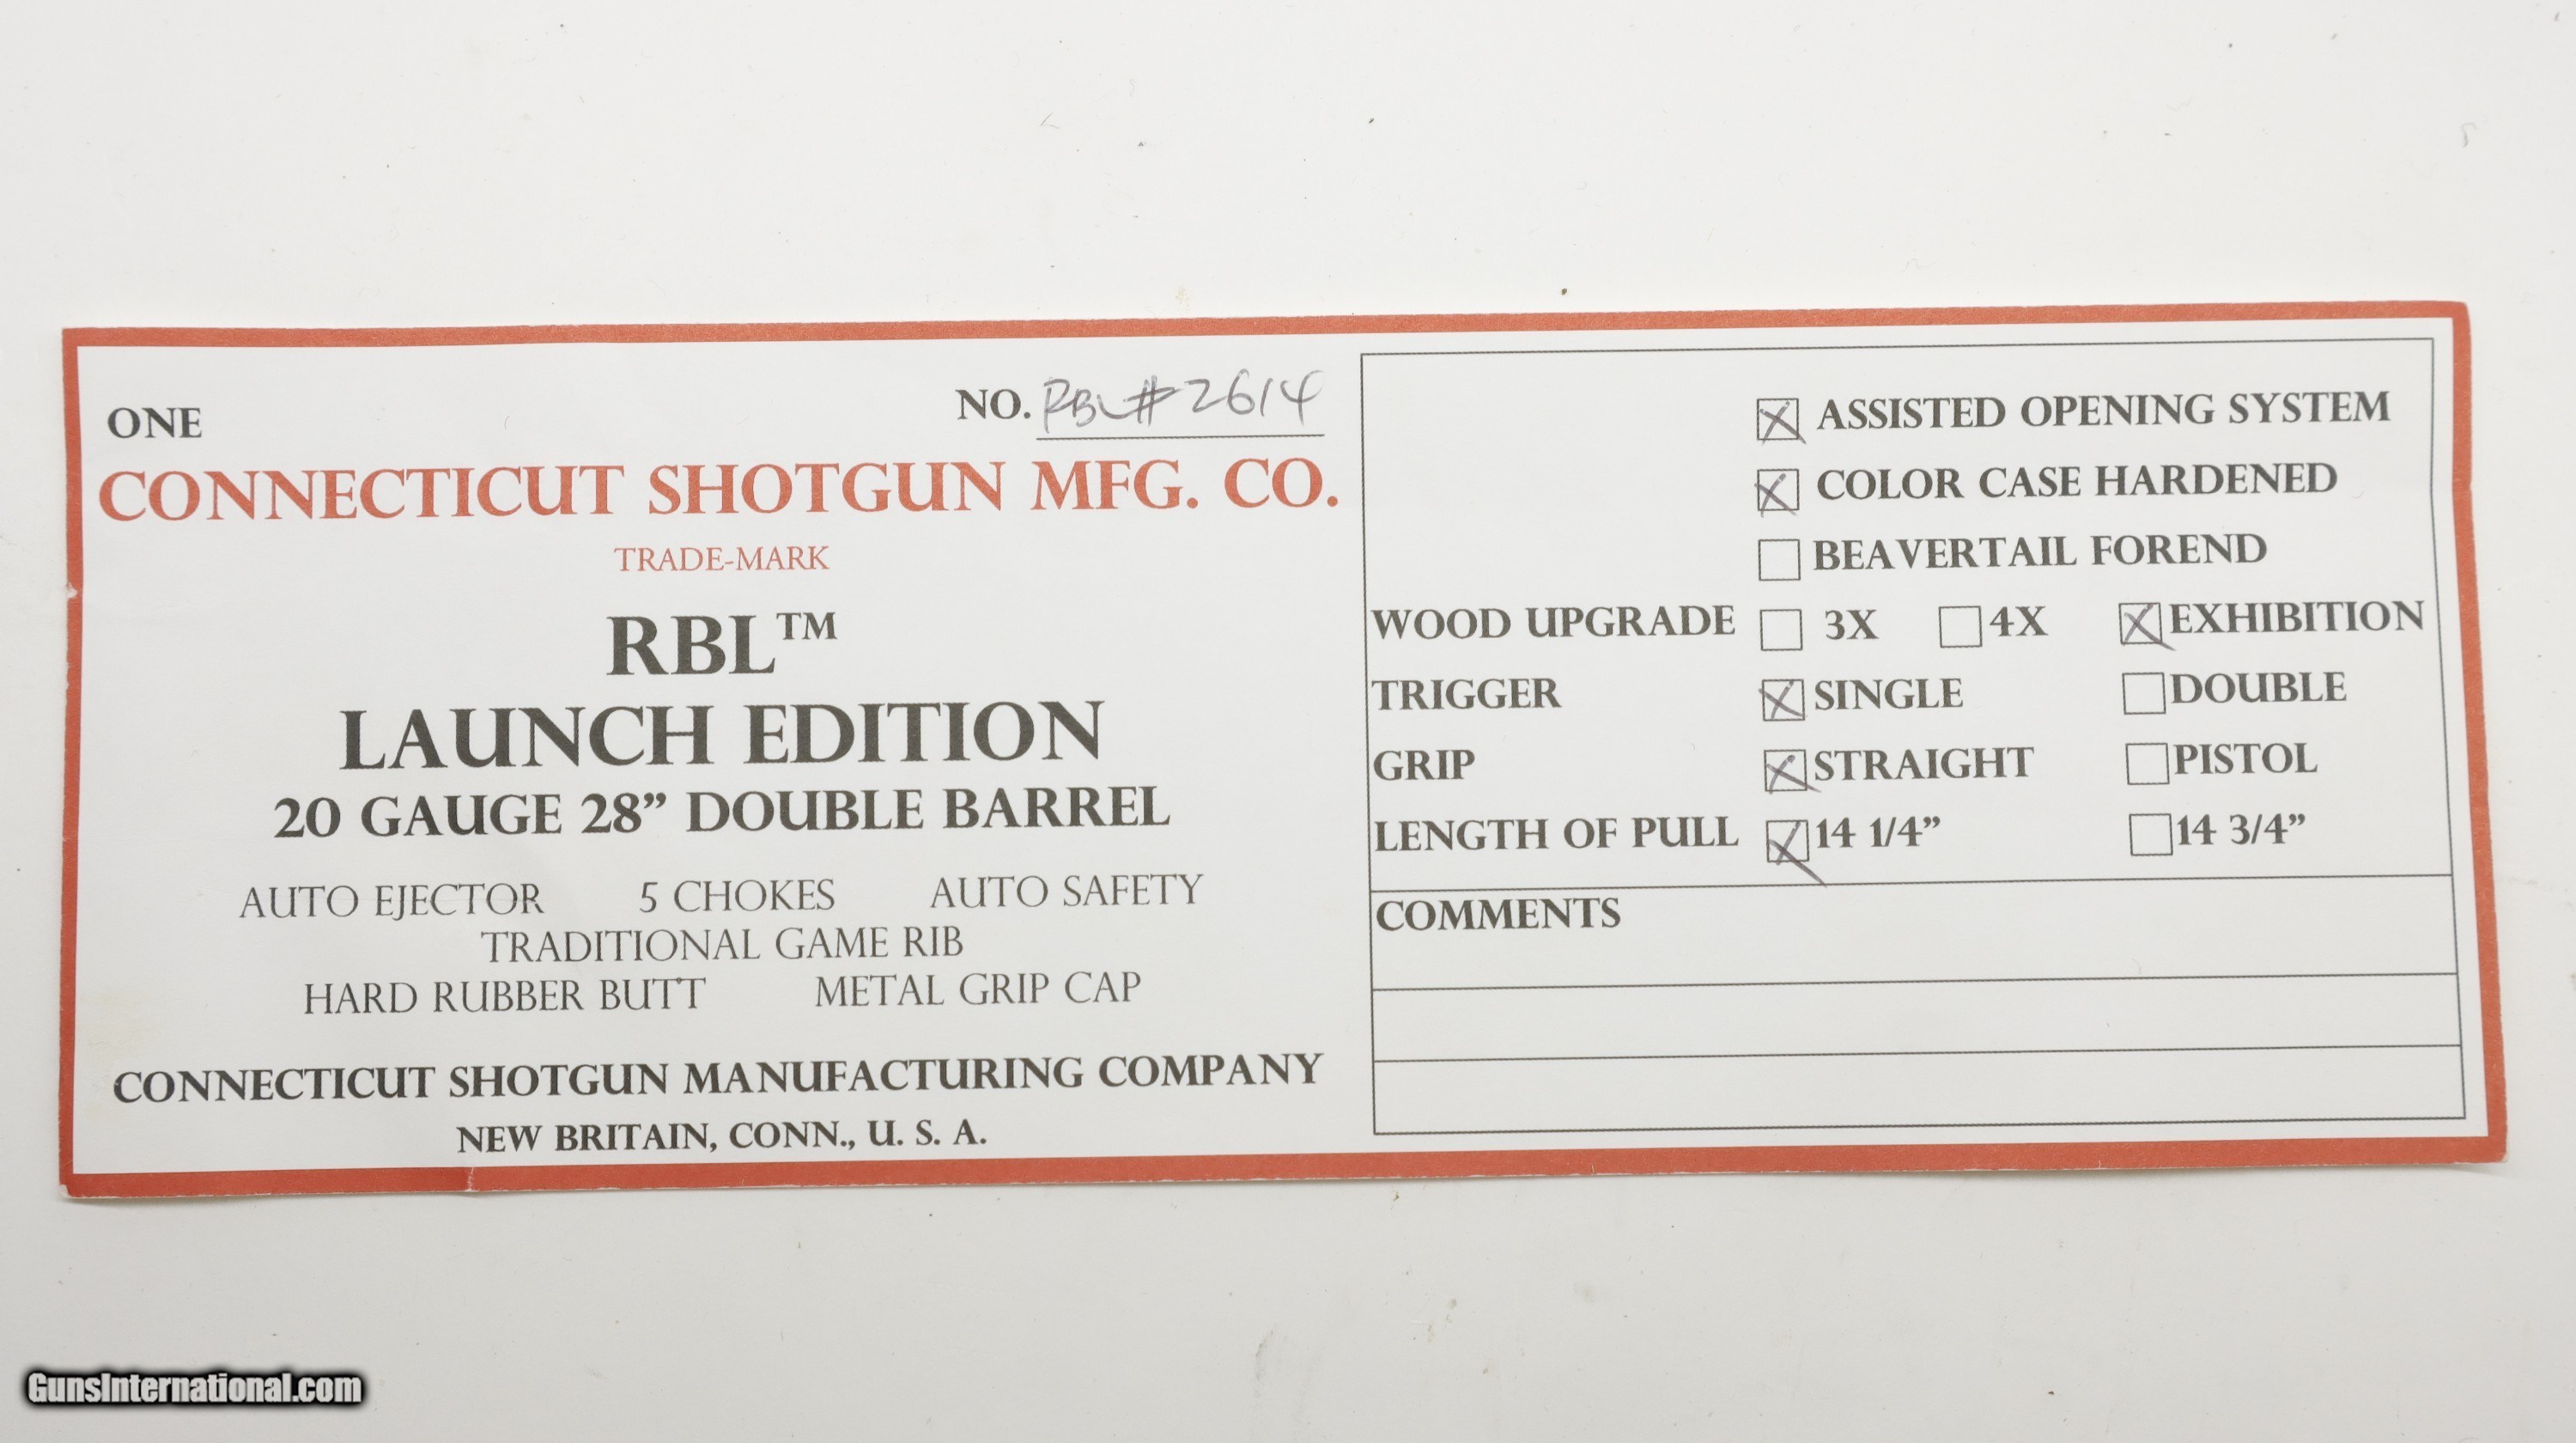 ONE
NO. RBL#2614
CONNECTICUT SHOTGUN MFG. CO.
TRADE-MARK
RBL™
LAUNCH EDITION
20 GAUGE 28” DOUBLE BARREL
AUTO EJECTOR 5 CHOKES AUTO SAFETY
TRADITIONAL GAME RIB
HARD RUBBER BUTT METAL GRIP CAP
CONNECTICUT SHOTGUN MANUFACTURING COMPANY
NEW BRITAIN, CONN., U. S. A.
ASSISTED OPENING SYSTEM
COLOR CASE HARDENED
BEAVERTAIL FOREND
WOOD UPGRADE 3X 4X EXHIBITION
TRIGGER SINGLE DOUBLE
GRIP STRAIGHT PISTOL
LENGTH OF PULL 14 1/4” 14 3/4”
COMMENTS
GunsInternational.com